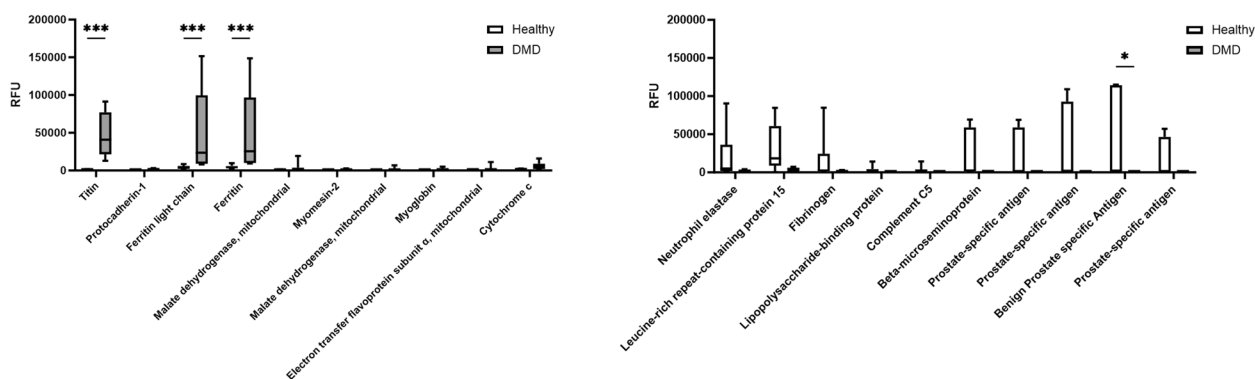 200000
150000
100000
50000
0
RFU
***
***
***
Healthy
DMD
Titin
Protocadherin-1
Ferritin light chain
Ferritin
Malate dehydrogenase, mitochondrial
Myomesin-2
Malate dehydrogenase, mitochondrial
Myoglobin
Electron transfer flavoprotein subunit α, mitochondrial
Cytochrome c
200000
150000
100000
50000
0
RFU
*
Healthy
DMD
Neutrophil elastase
Leucine-rich repeat-containing protein 15
Fibrinogen
Lipopolysaccharide-binding protein
Complement C5
Beta-microseminoprotein
Prostate-specific antigen
Prostate-specific antigen
Benign Prostate specific Antigen
Prostate-specific antigen